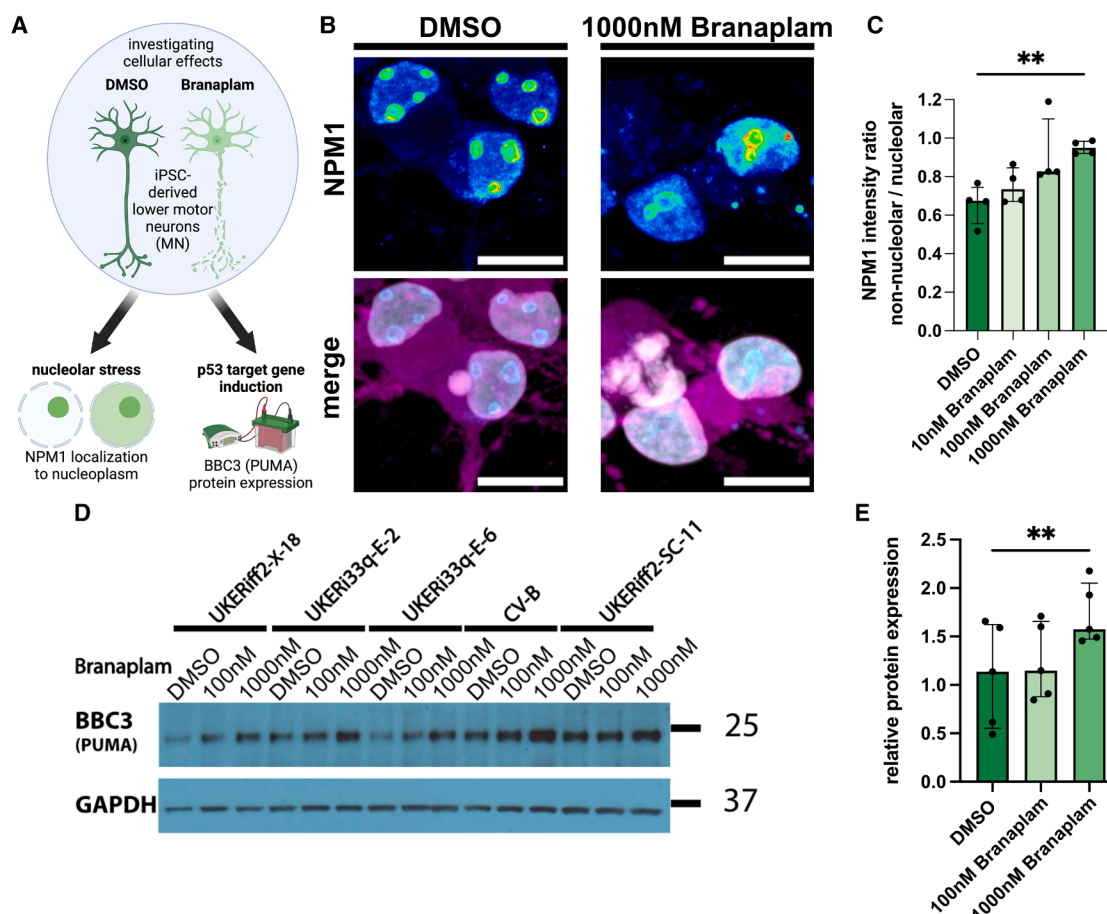 A
investigating
cellular effects
DMSO
Branaplam
iPSC-
derived
lower motor
neurons
(MN)
nucleolar stress
NPM1 localization
to nucleoplasm
p53 target gene
induction
BBC3 (PUMA)
protein expression
B
DMSO
1000nM Branaplam
NPM1
merge
C
**
NPM1 intensity ratio
non-nucleolar / nucleolar
1.2
1.0
0.8
0.6
0.4
0.2
0.0
DMSO
10nM Branaplam
100nM Branaplam
1000nM Branaplam
D
UKERiff2-X-18
UKERi33q-E-2
UKERi33q-E-6
CV-B
UKERiff2-SC-11
Branaplam
DMSO
100nM
1000nM
DMSO
100nM
1000nM
DMSO
100nM
1000nM
DMSO
100nM
1000nM
DMSO
100nM
1000nM
BBC3
(PUMA)
25
GAPDH
37
E
**
relative protein expression
2.5
2.0
1.5
1.0
0.5
0.0
DMSO
100nM Branaplam
1000nM Branaplam